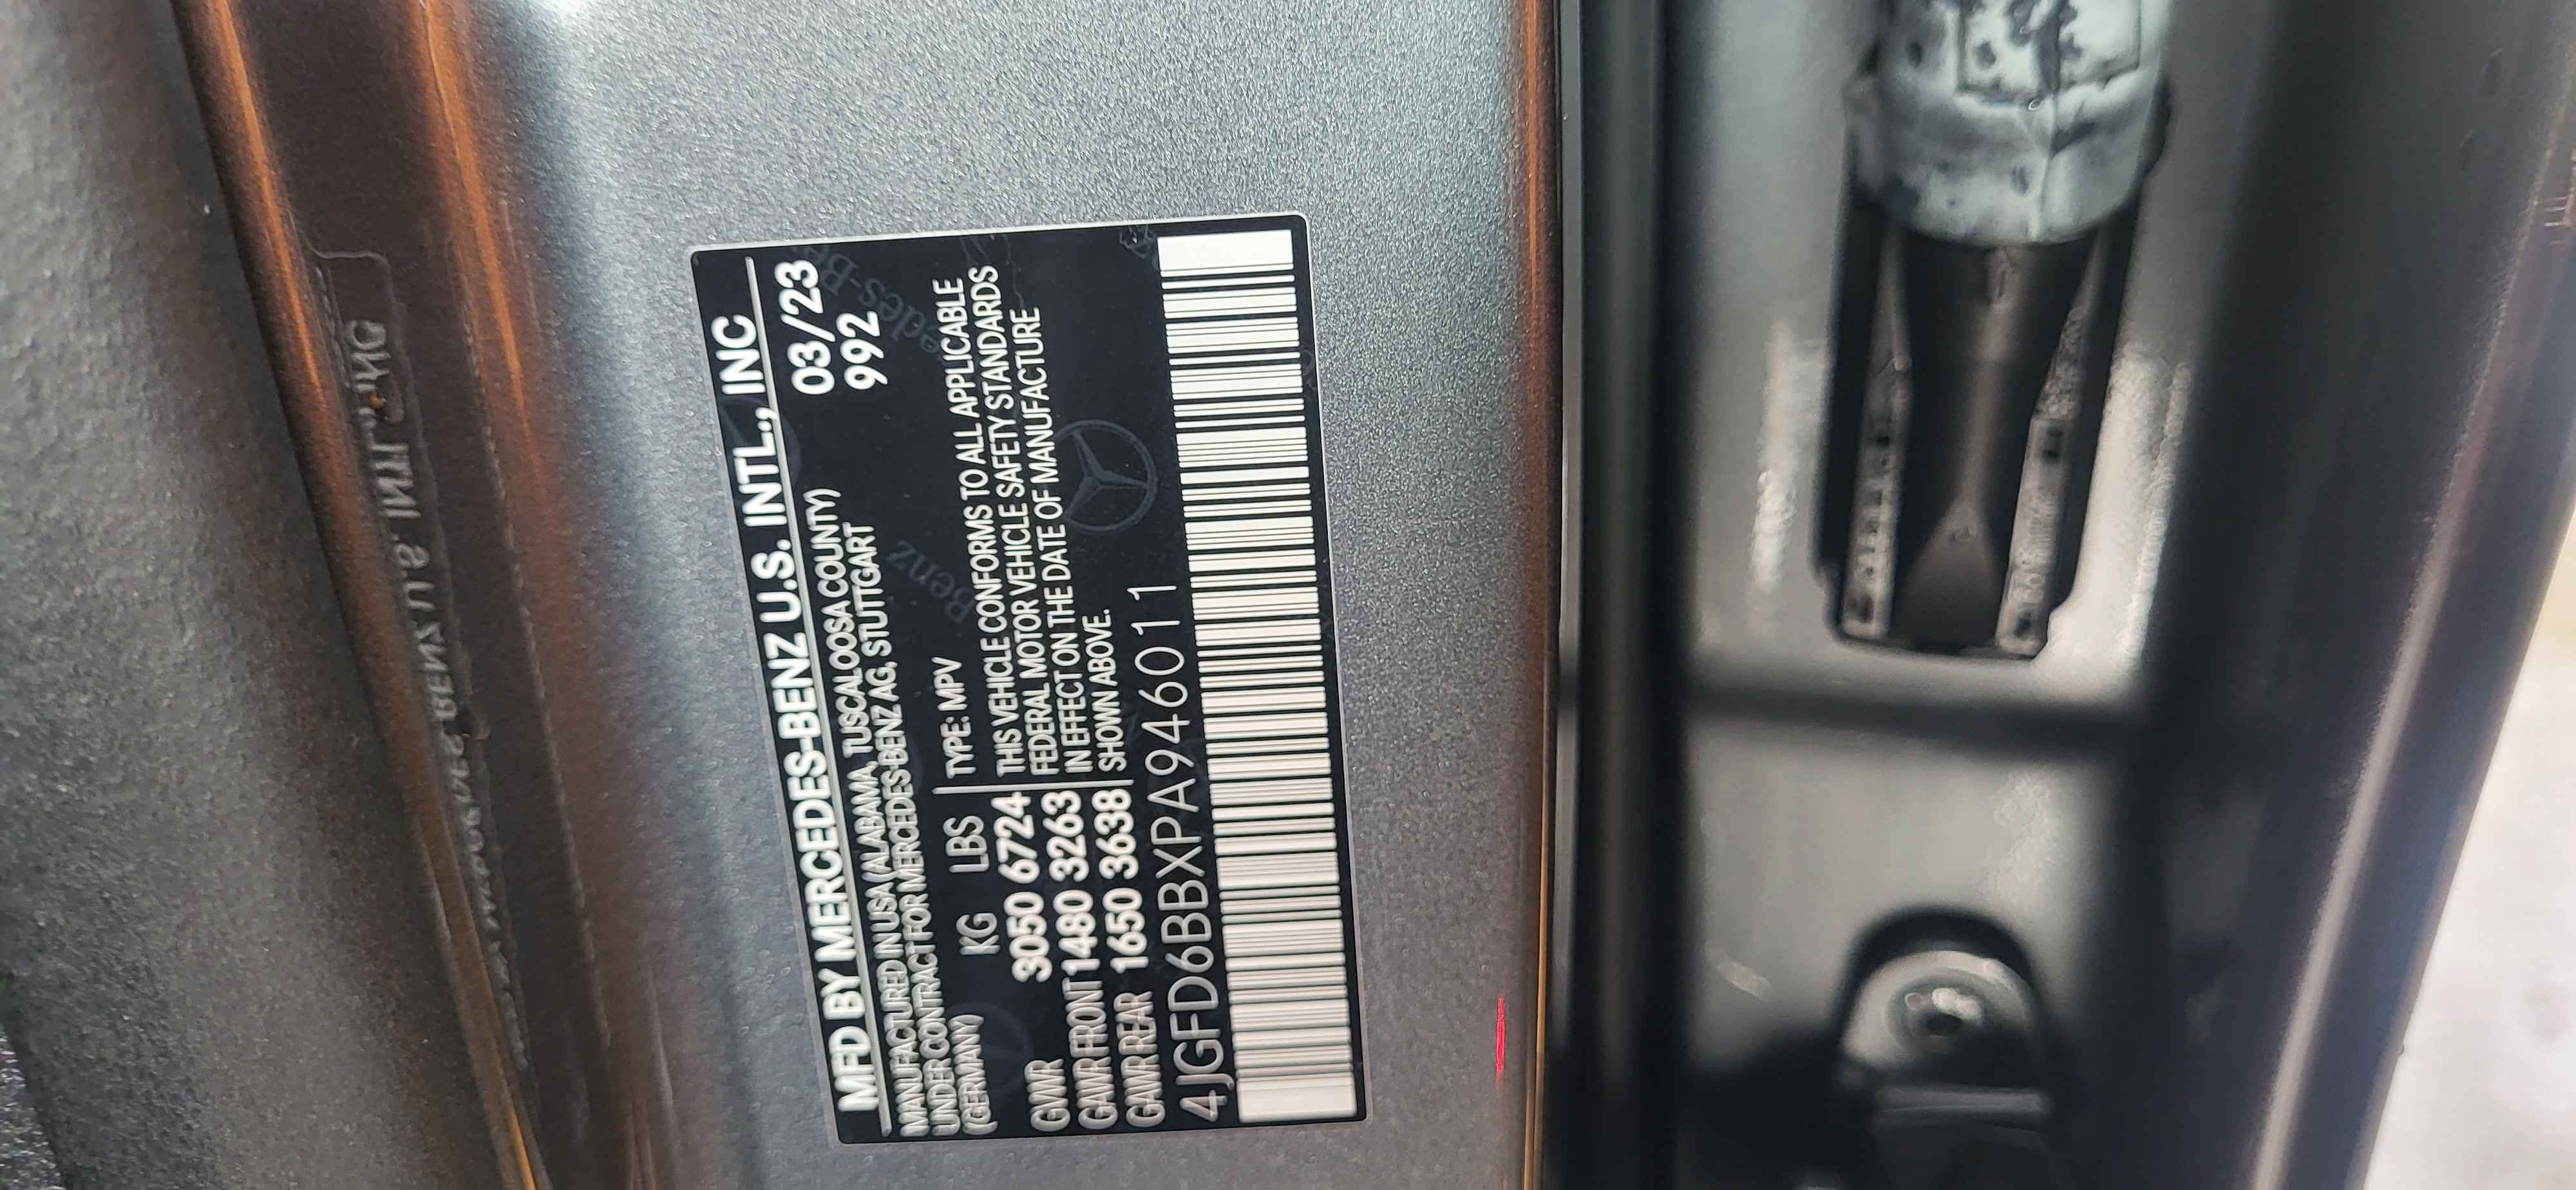 MFD BY MERCEDES-BENZ U.S. INTL., INC
MANUFACTURED IN USA (ALABAMA, TUSCALOOSA COUNTY) 03/23
UNDER CONTRACT FOR MERCEDES-BENZ AG, STUTTGART 992
(GERMANY)
KG LBS TYPE: MPV
GVWR 3050 6724 THIS VEHICLE CONFORMS TO ALL APPLICABLE
GAWR FRONT 1480 3263 FEDERAL MOTOR VEHICLE SAFETY STANDARDS
GAWR REAR 1650 3638 IN EFFECT ON THE DATE OF MANUFACTURE
SHOWN ABOVE.
4JGFD6BBXPA946011